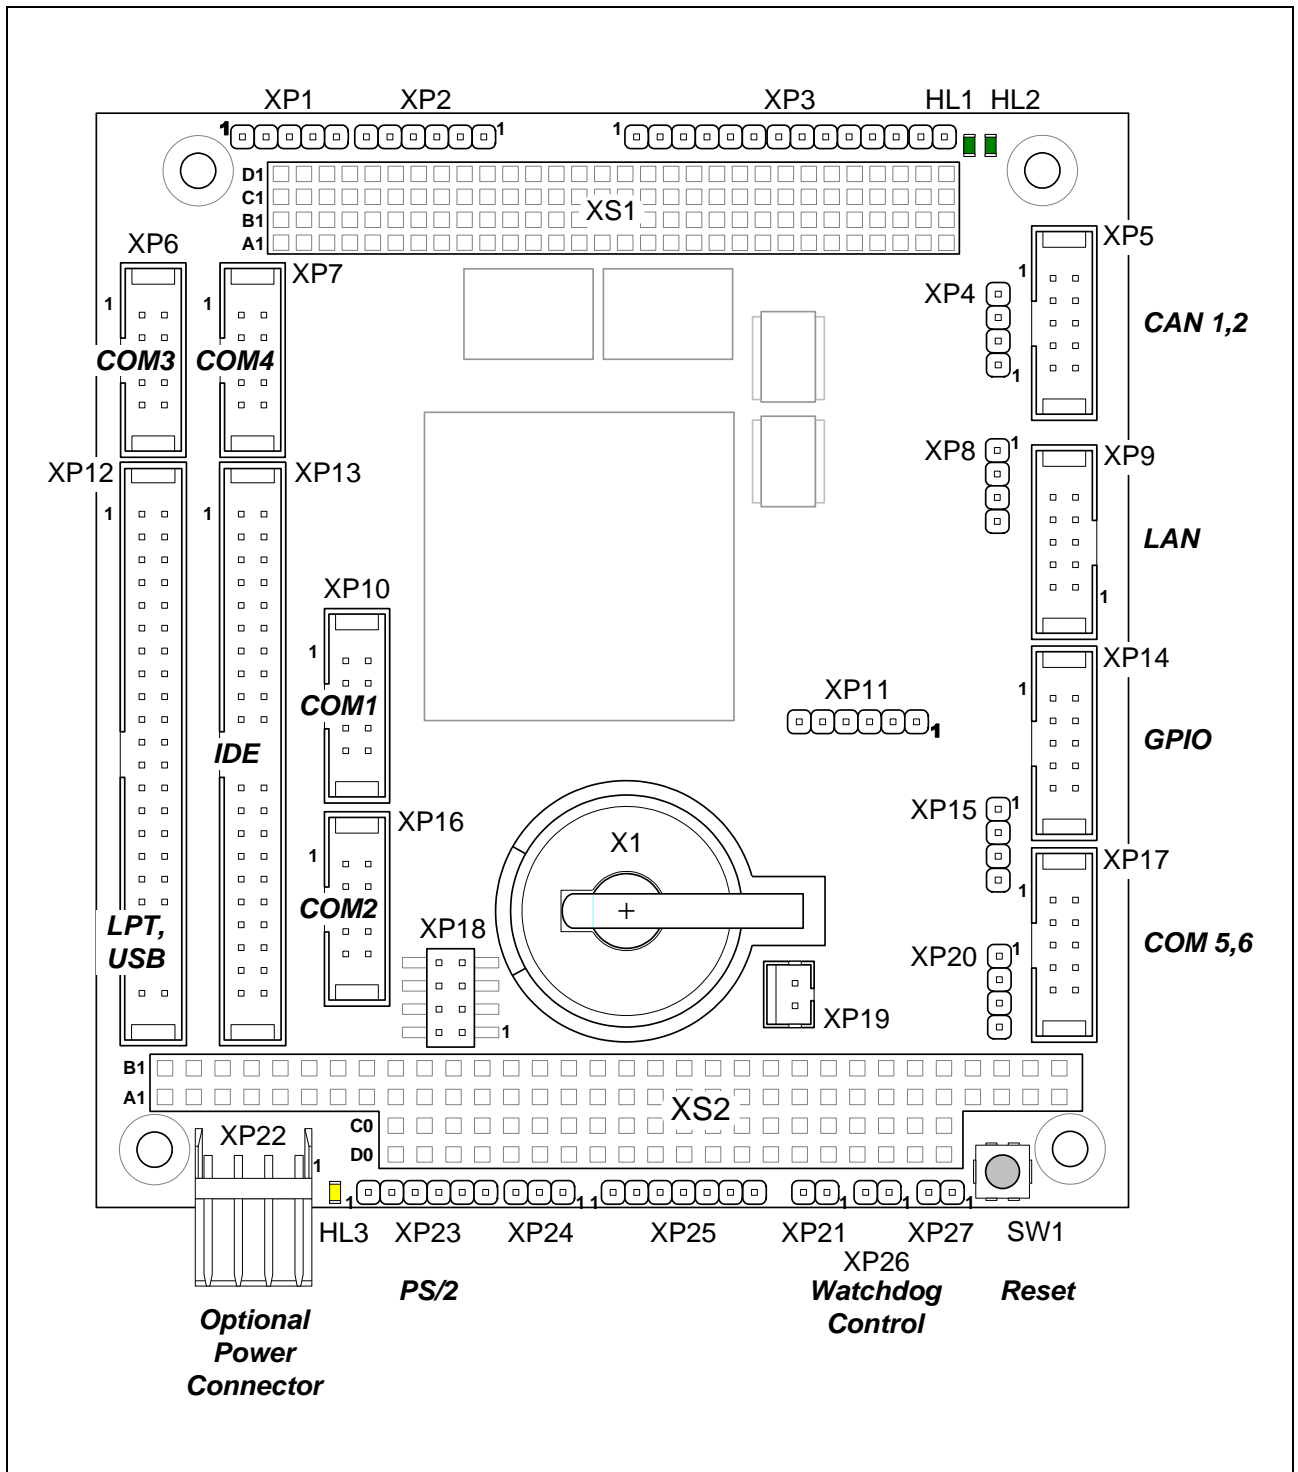 XP1 XP2 XP3 HL1 HL2
1 1 1
D1
C1
B1
A1
XS1
XP6 XP7 XP5
1 1 1
XP4
1
COM3 COM4 CAN 1,2
XP12 XP13 XP8 1 XP9
1 1
LAN
XP10 1
1
XP14
1
XP11
1
COM1
IDE
GPIO
XP16 XP15 1
1
X1
XP17
1
COM2
LPT,
USB
XP18
1
XP20 1
COM 5,6
XP19
B1
A1
C0
D0
XS2
XP22
1
1 1 1 1 1 1
HL3 XP23 XP24 XP25 XP21 XP27 SW1
XP26
PS/2
Watchdog
Control
Reset
Optional
Power
Connector